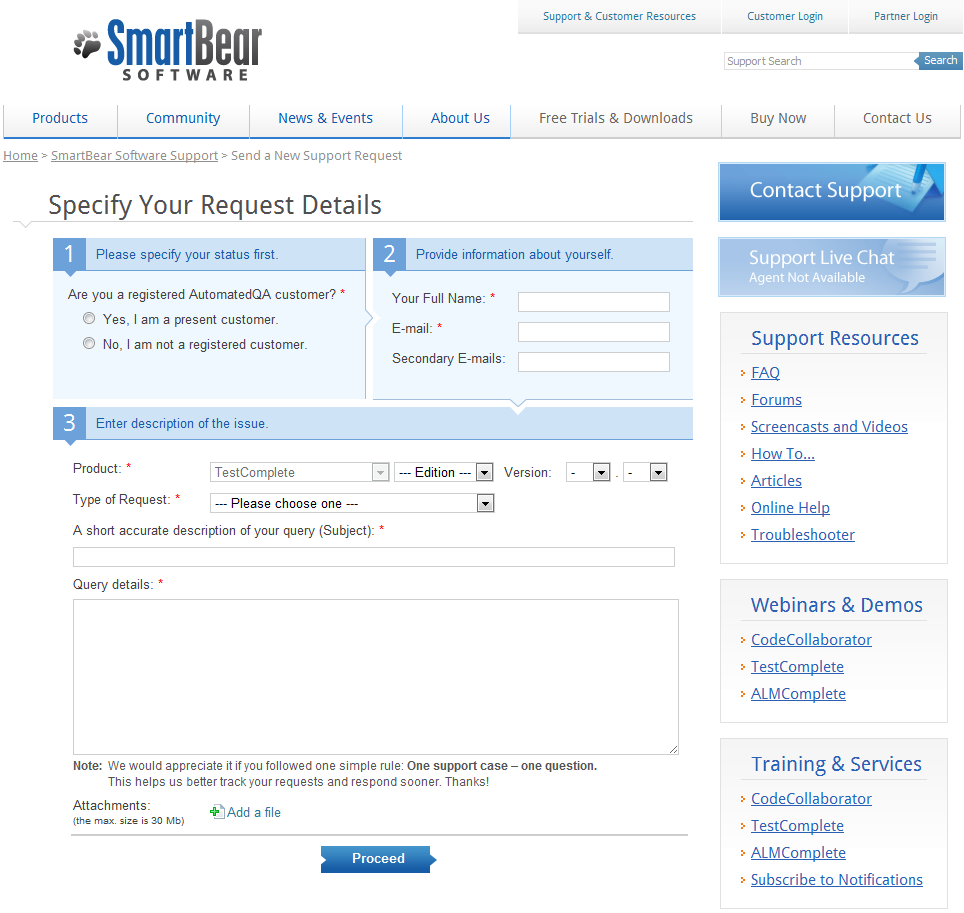 Support & Customer Resources
Customer Login
Partner Login
SmartBear
SOFTWARE
Support Search
Search
Products
Community
News & Events
About Us
Free Trials & Downloads
Buy Now
Contact Us
Home > SmartBear Software Support > Send a New Support Request
Specify Your Request Details
1 Please specify your status first.
Are you a registered AutomatedQA customer? *
Yes, I am a present customer.
No, I am not a registered customer.
2 Provide information about yourself.
Your Full Name: *
E-mail: *
Secondary E-mails:
3 Enter description of the issue.
Product: * TestComplete --- Edition --- Version: - . -
Type of Request: * --- Please choose one ---
A short accurate description of your query (Subject): *
Query details: *
Note: We would appreciate it if you followed one simple rule: One support case – one question.
This helps us better track your requests and respond sooner. Thanks!
Attachments: Add a file
(the max. size is 30 Mb)
Proceed
Contact Support
Support Live Chat
Agent Not Available
Support Resources
FAQ
Forums
Screencasts and Videos
How To...
Articles
Online Help
Troubleshooter
Webinars & Demos
CodeCollaborator
TestComplete
ALMComplete
Training & Services
CodeCollaborator
TestComplete
ALMComplete
Subscribe to Notifications